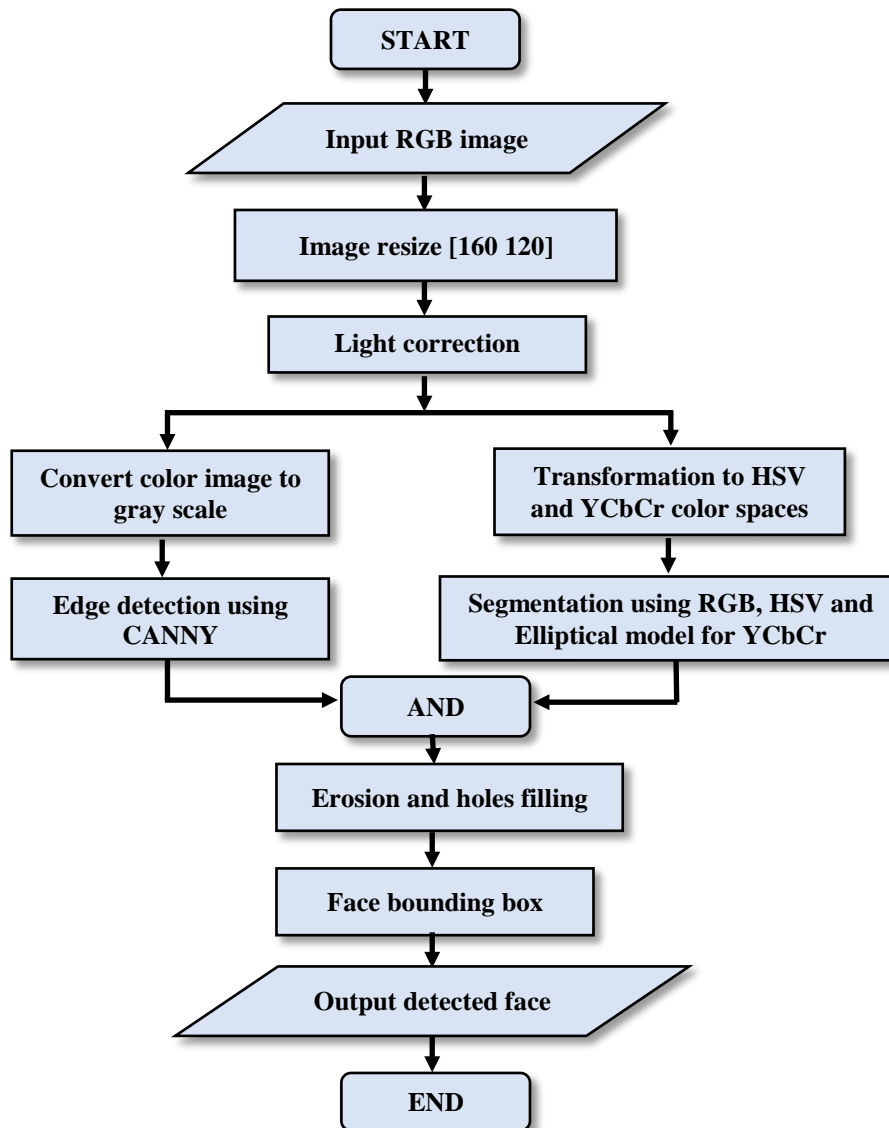 START
Input RGB image
Image resize [160 120]
Light correction
Convert color image to
gray scale
Transformation to HSV
and YCbCr color spaces
Edge detection using
CANNY
Segmentation using RGB, HSV and
Elliptical model for YCbCr
AND
Erosion and holes filling
Face bounding box
Output detected face
END